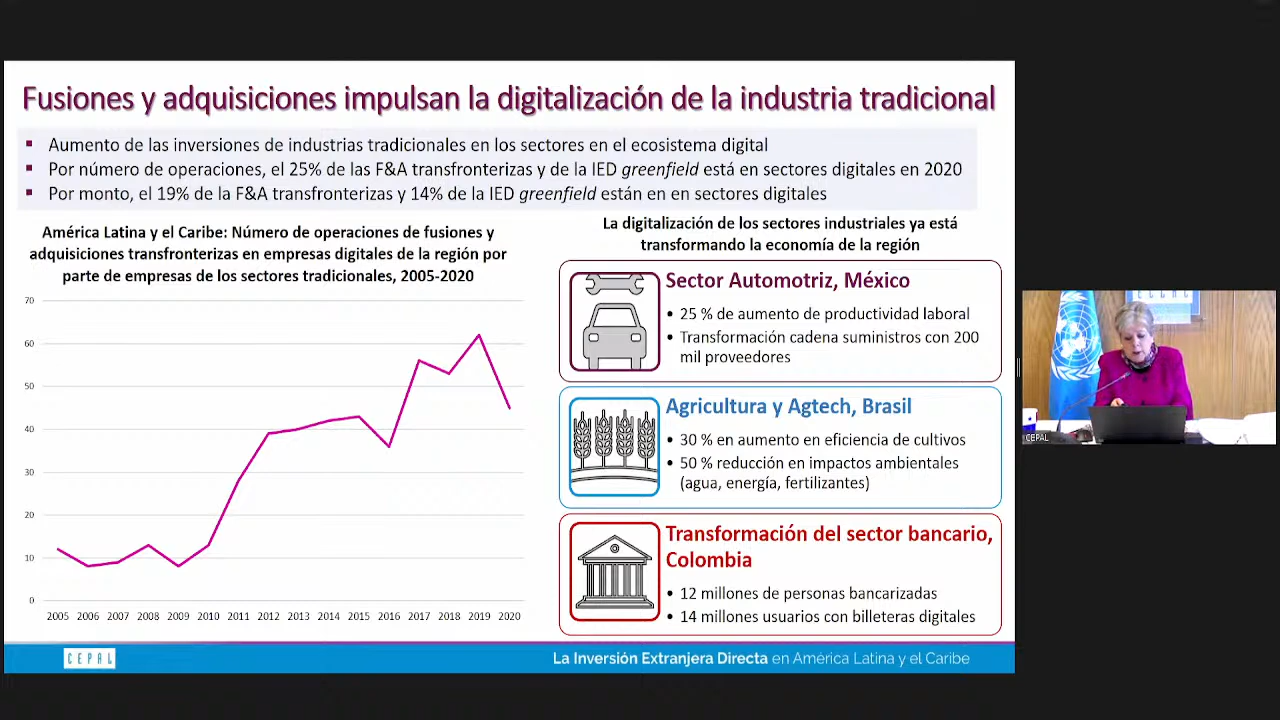 Fusiones y adquisiciones impulsan la digitalización de la industria tradicional
▪ Aumento de las inversiones de industrias tradicionales en los sectores en el ecosistema digital
▪ Por número de operaciones, el 25% de las F&A transfronterizas y de la IED greenfield está en sectores digitales en 2020
▪ Por monto, el 19% de la F&A transfronterizas y 14% de la IED greenfield están en en sectores digitales
América Latina y el Caribe: Número de operaciones de fusiones y
adquisiciones transfronterizas en empresas digitales de la región por
parte de empresas de los sectores tradicionales, 2005-2020
70
60
50
40
30
20
10
0
2005 2006 2007 2008 2009 2010 2011 2012 2013 2014 2015 2016 2017 2018 2019 2020
La digitalización de los sectores industriales ya está
transformando la economía de la región
Sector Automotriz, México
• 25 % de aumento de productividad laboral
• Transformación cadena suministros con 200
mil proveedores
Agricultura y Agtech, Brasil
• 30 % en aumento en eficiencia de cultivos
• 50 % reducción en impactos ambientales
(agua, energía, fertilizantes)
Transformación del sector bancario,
Colombia
• 12 millones de personas bancarizadas
• 14 millones usuarios con billeteras digitales
CEPAL
La Inversión Extranjera Directa en América Latina y el Caribe
CEPAL